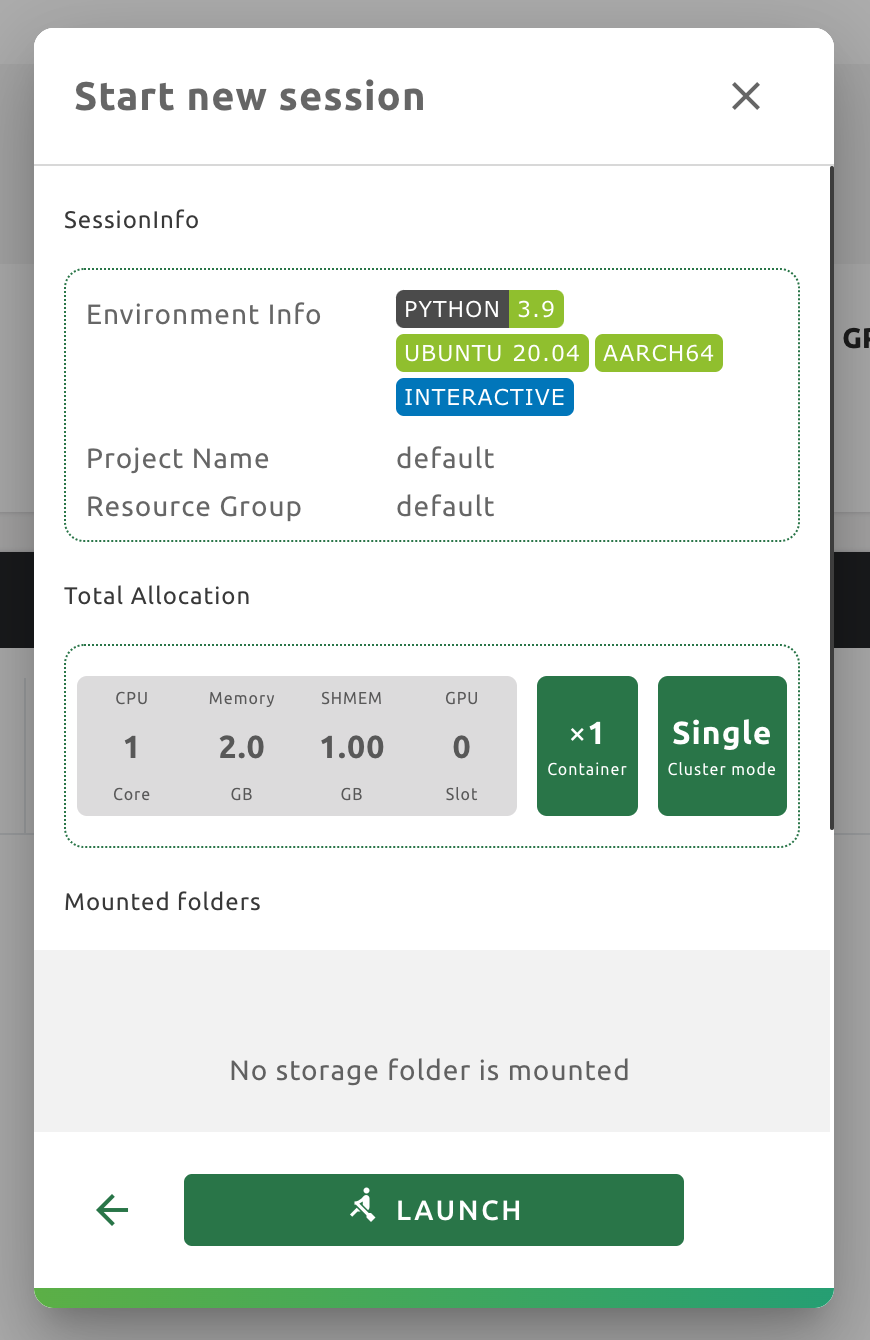 Start new session
SessionInfo
Environment Info PYTHON 3.9
UBUNTU 20.04 AARCH64
INTERACTIVE
Project Name default
Resource Group default
Total Allocation
CPU Memory SHMEM GPU
1 2.0 1.00 0
Core GB GB Slot
×1
Container
Single
Cluster mode
Mounted folders
No storage folder is mounted
LAUNCH